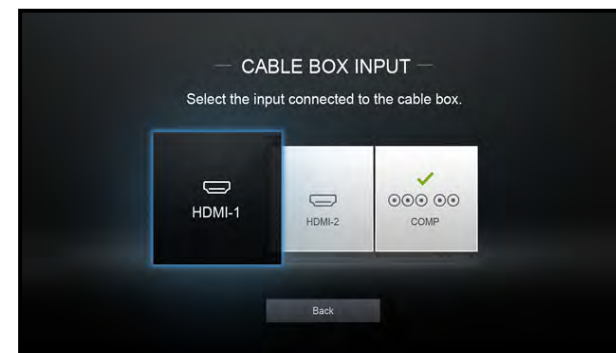 CABLE BOX INPUT
Select the input connected to the cable box.
HDMI-1
HDMI-2
COMP
Back